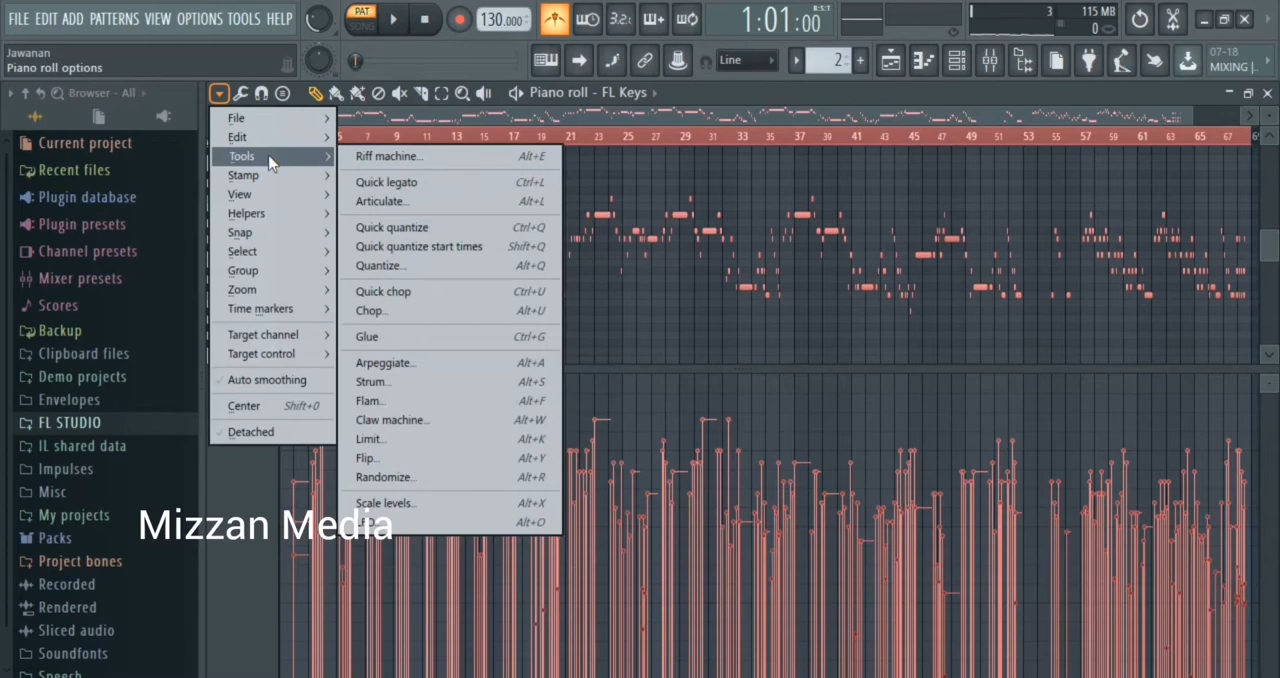 FILE EDIT ADD PATTERNS VIEW OPTIONS TOOLS HELP
PAT
SONG
130.000
3.2.
1:01:00
B:S:T
3
115 MB
0
Jawanan
Piano roll options
Line
2
07-18
MIXING |..
Browser - All
Piano roll - FL Keys
Current project
Recent files
Plugin database
Plugin presets
Channel presets
Mixer presets
Scores
Backup
Clipboard files
Demo projects
Envelopes
FL STUDIO
IL shared data
Impulses
Misc
My projects
Packs
Project bones
Recorded
Rendered
Sliced audio
Soundfonts
Speech
File
Edit
Tools
Stamp
View
Helpers
Snap
Select
Group
Zoom
Time markers
Target channel
Target control
Auto smoothing
Center Shift+0
Detached
Riff machine... Alt+E
Quick legato Ctrl+L
Articulate... Alt+L
Quick quantize Ctrl+Q
Quick quantize start times Shift+Q
Quantize... Alt+Q
Quick chop Ctrl+U
Chop... Alt+U
Glue Ctrl+G
Arpeggiate... Alt+A
Strum... Alt+S
Flam... Alt+F
Claw machine... Alt+W
Limit... Alt+K
Flip... Alt+Y
Randomize... Alt+R
Scale levels... Alt+X
LFO... Alt+O
5 7 9 11 13 15 17 19 21 23 25 27 29 31 33 35 37 39 41 43 45 47 49 51 53 55 57 59 61 63 65 67
Mizzan Media